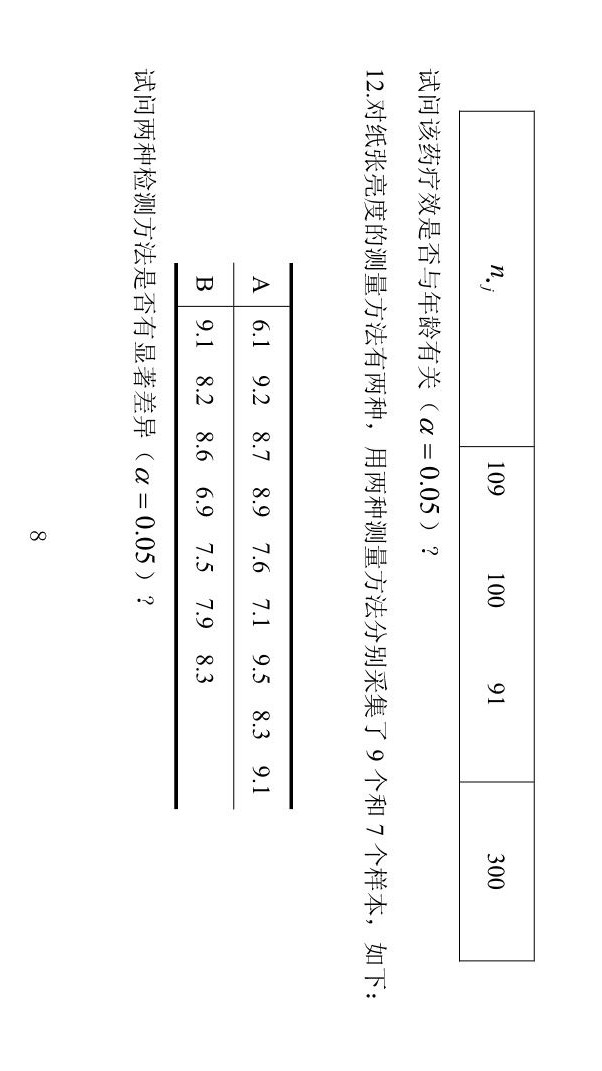 n.j 109 100 91 300
试问该药疗效是否与年龄有关（α = 0.05）？
12.对纸张亮度的测量方法有两种，用两种测量方法分别采集了 9 个和 7 个样本，如下：
A 6.1 9.2 8.7 8.9 7.6 7.1 9.5 8.3 9.1
B 9.1 8.2 8.6 6.9 7.5 7.9 8.3
试问两种检测方法是否有显著差异（α = 0.05）？
8